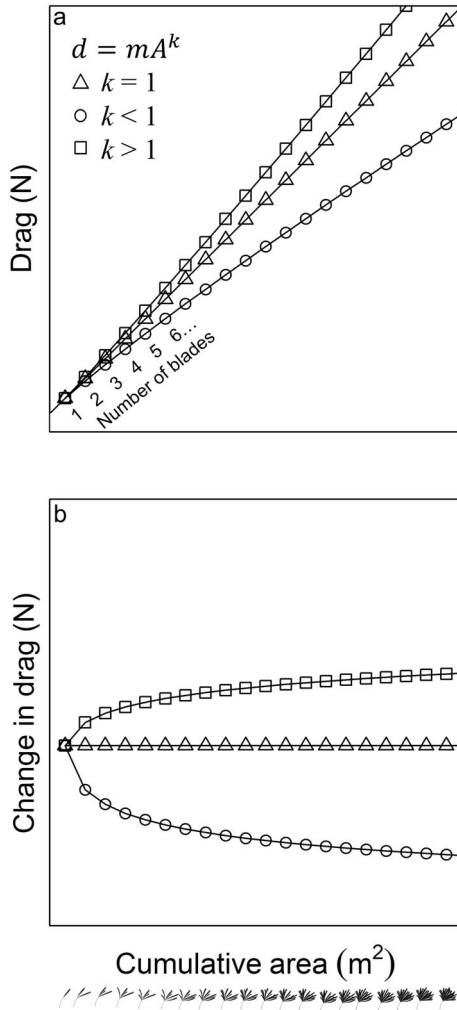 a
d = mAᵏ
△ k = 1
○ k < 1
□ k > 1
Drag (N)
1 2 3 4 5 6...
Number of blades
b
Change in drag (N)
Cumulative area (m²)